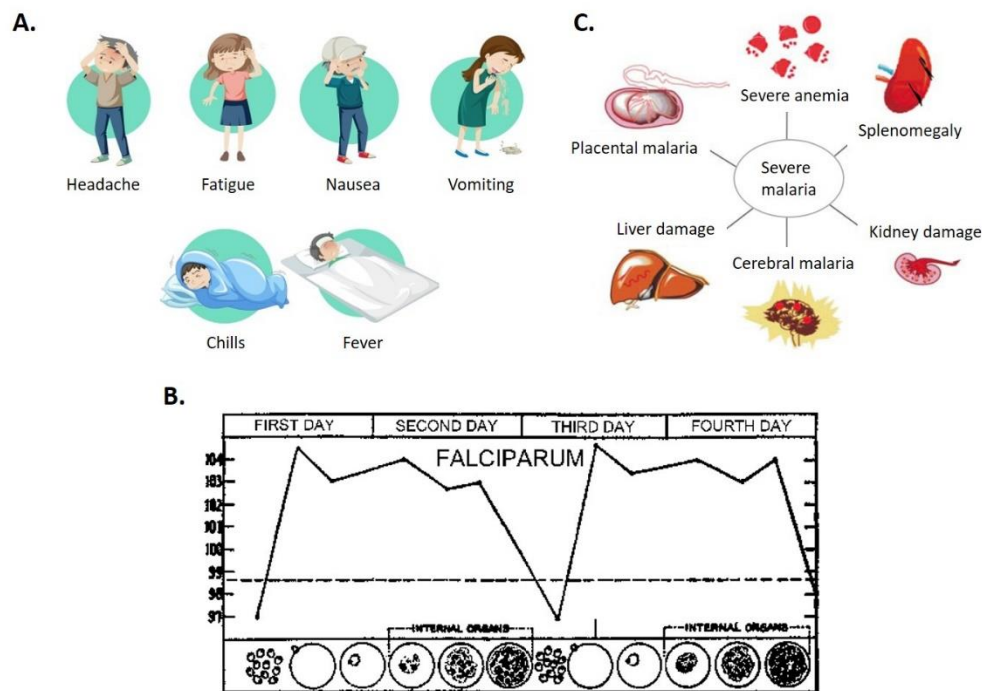 A.
Headache
Fatigue
Nausea
Vomiting
Chills
Fever
C.
Severe anemia
Placental malaria
Splenomegaly
Severe
malaria
Liver damage
Kidney damage
Cerebral malaria
B.
FIRST DAY SECOND DAY THIRD DAY FOURTH DAY
FALCIPARUM
104
103
102
101
100
99
98
97
INTERNAL ORGANS INTERNAL ORGANS